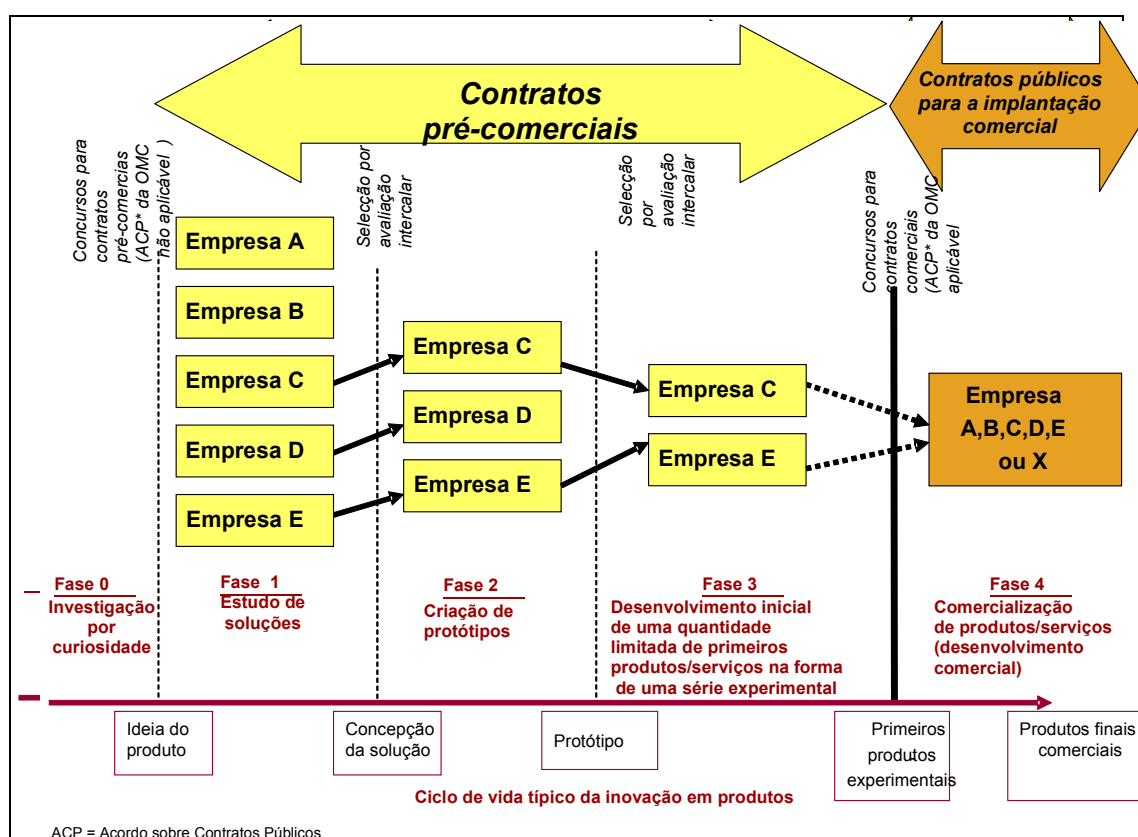 Contratos
pré-comerciais
Contratos públicos
para a implantação
comercial
Concursos para
contratos
pré-comercias
(ACP* da OMC
não aplicável )
Selecção por
avaliação
intercalar
Selecção
por
avaliação
intercalar
Concursos para
contratos
comerciais
(ACP* da OMC
aplicável
Empresa A
Empresa B
Empresa C
Empresa D
Empresa E
Empresa C
Empresa D
Empresa E
Empresa C
Empresa E
Empresa
A,B,C,D,E
ou X
Fase 0
Investigação
por
curiosidade
Fase 1
Estudo de
soluções
Fase 2
Criação de
protótipos
Fase 3
Desenvolvimento inicial
de uma quantidade
limitada de primeiros
produtos/serviços na forma
de uma série experimental
Fase 4
Comercialização
de produtos/serviços
(desenvolvimento
comercial)
Ideia do
produto
Concepção
da solução
Protótipo
Primeiros
produtos
experimentais
Produtos finais
comerciais
Ciclo de vida típico da inovação em produtos
ACP = Acordo sobre Contratos Públicos